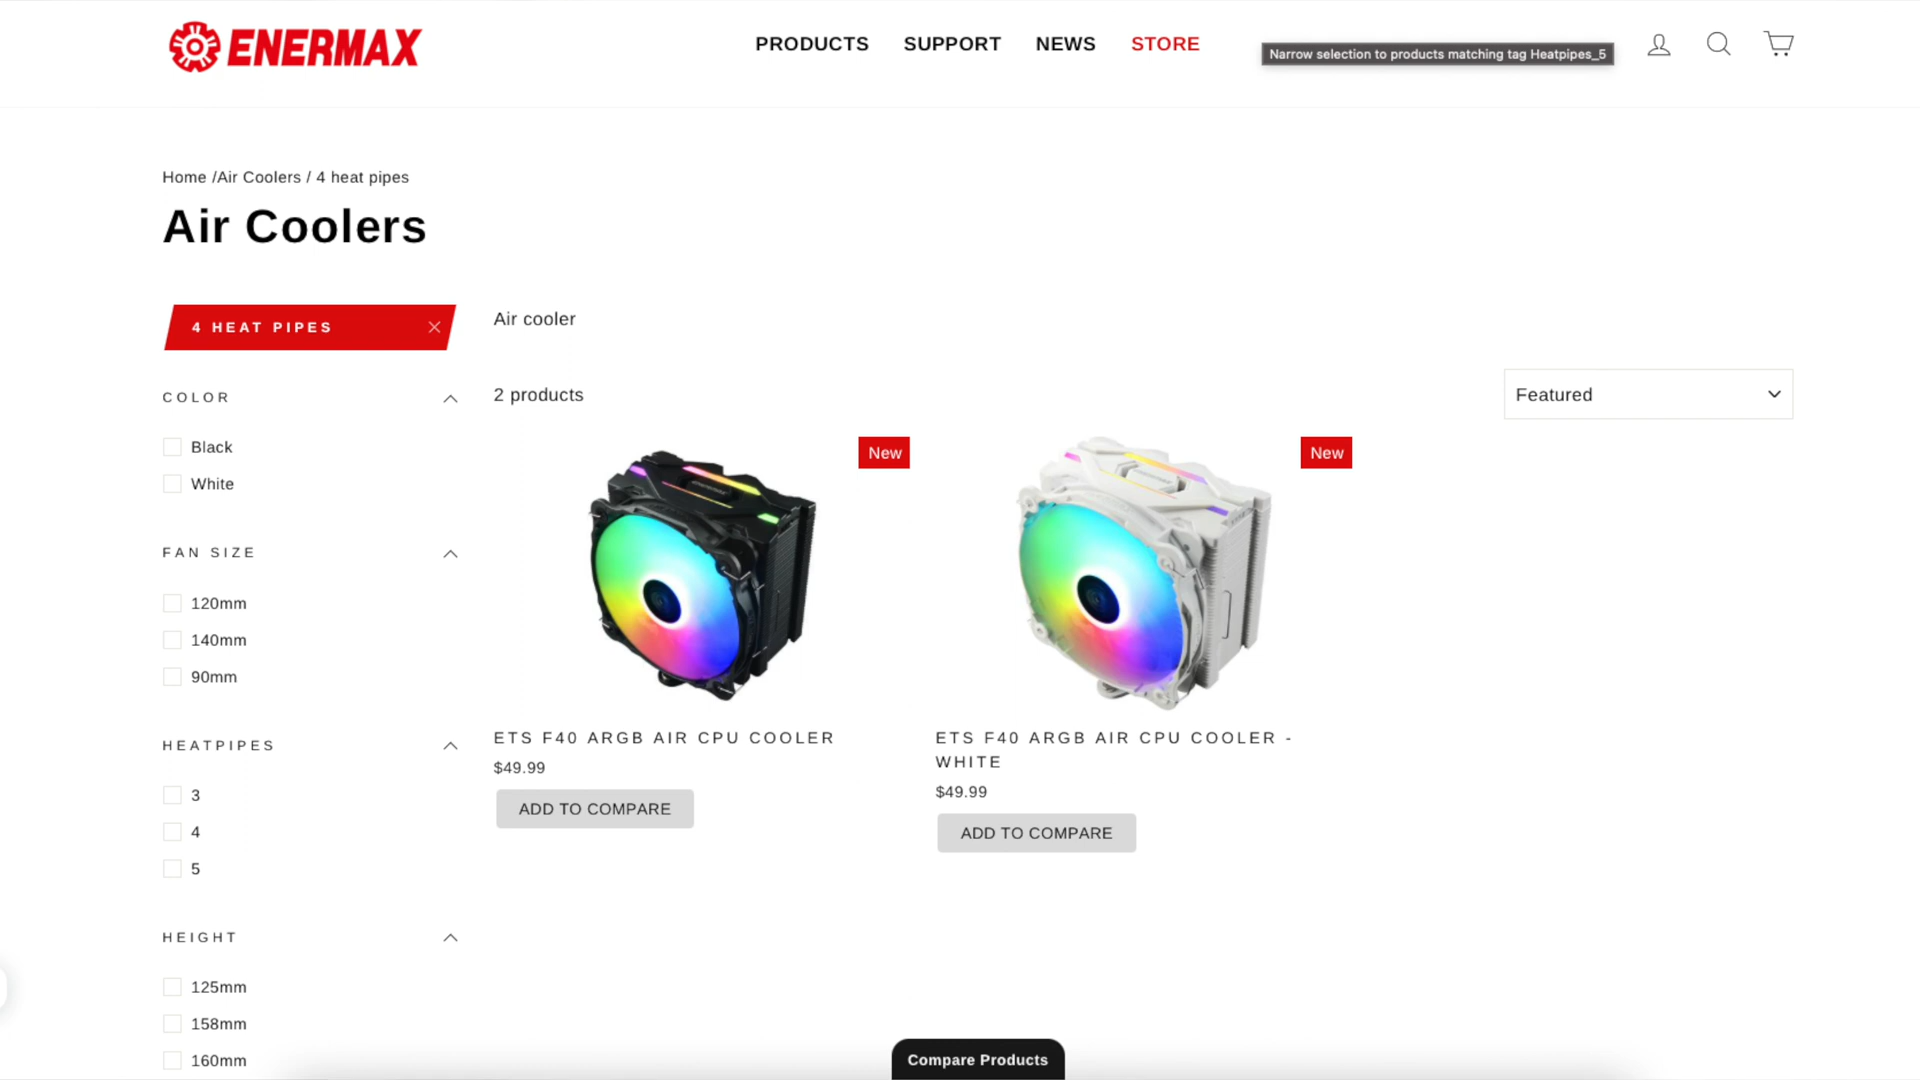 ENERMAX
PRODUCTS SUPPORT NEWS STORE
Narrow selection to products matching tag Heatpipes_5
Home /Air Coolers / 4 heat pipes
Air Coolers
4 HEAT PIPES
Air cooler
COLOR
Black
White
FAN SIZE
120mm
140mm
90mm
HEATPIPES
3
4
5
HEIGHT
125mm
158mm
160mm
2 products
Featured
New
New
ETS F40 ARGB AIR CPU COOLER
$49.99
ADD TO COMPARE
ETS F40 ARGB AIR CPU COOLER -
WHITE
$49.99
ADD TO COMPARE
Compare Products